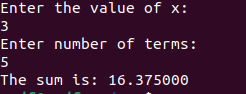 Enter the value of x:
3
Enter number of terms:
5
The sum is: 16.375000